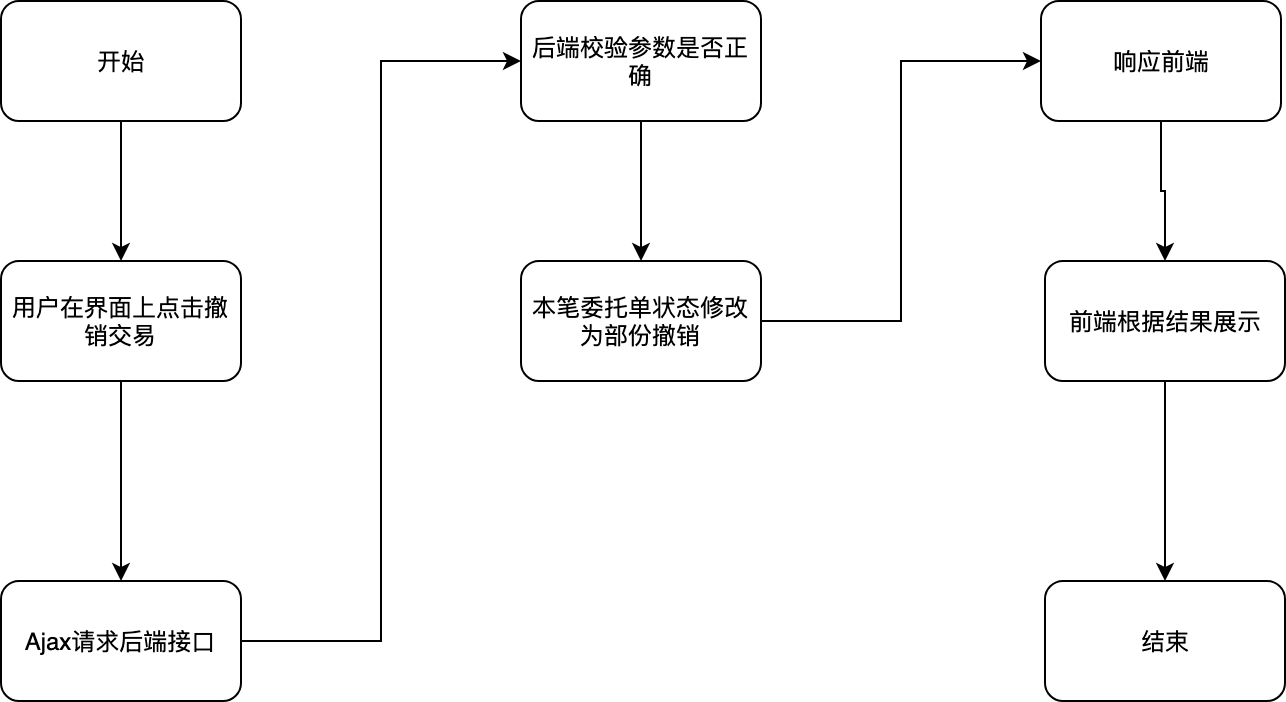 开始
用户在界面上点击撤
销交易
Ajax请求后端接口
后端校验参数是否正
确
本笔委托单状态修改
为部份撤销
响应前端
前端根据结果展示
结束